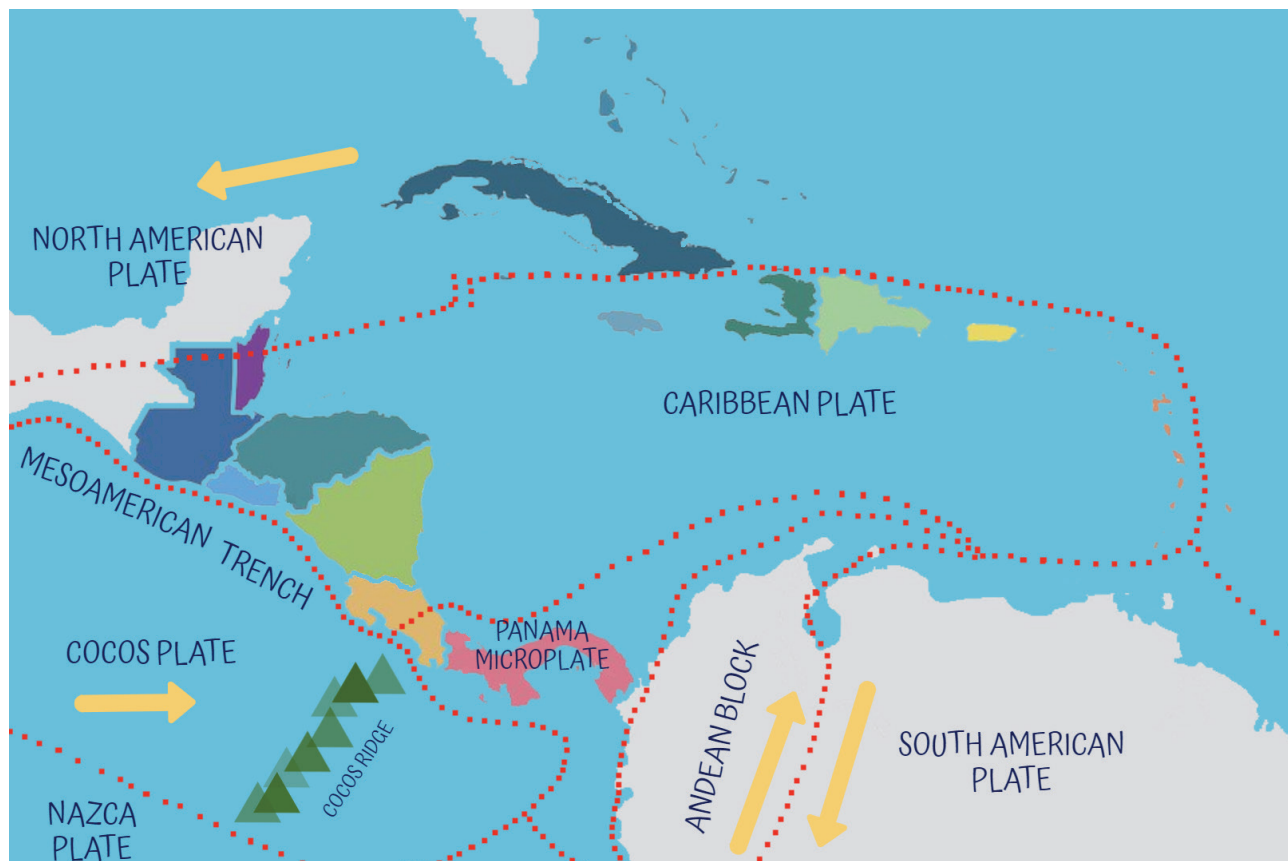 NORTH AMERICAN
PLATE
CARIBBEAN PLATE
MESOAMERICAN TRENCH
COCOS PLATE
PANAMA
MICROPLATE
COCOS RIDGE
ANDEAN BLOCK
SOUTH AMERICAN
PLATE
NAZCA
PLATE